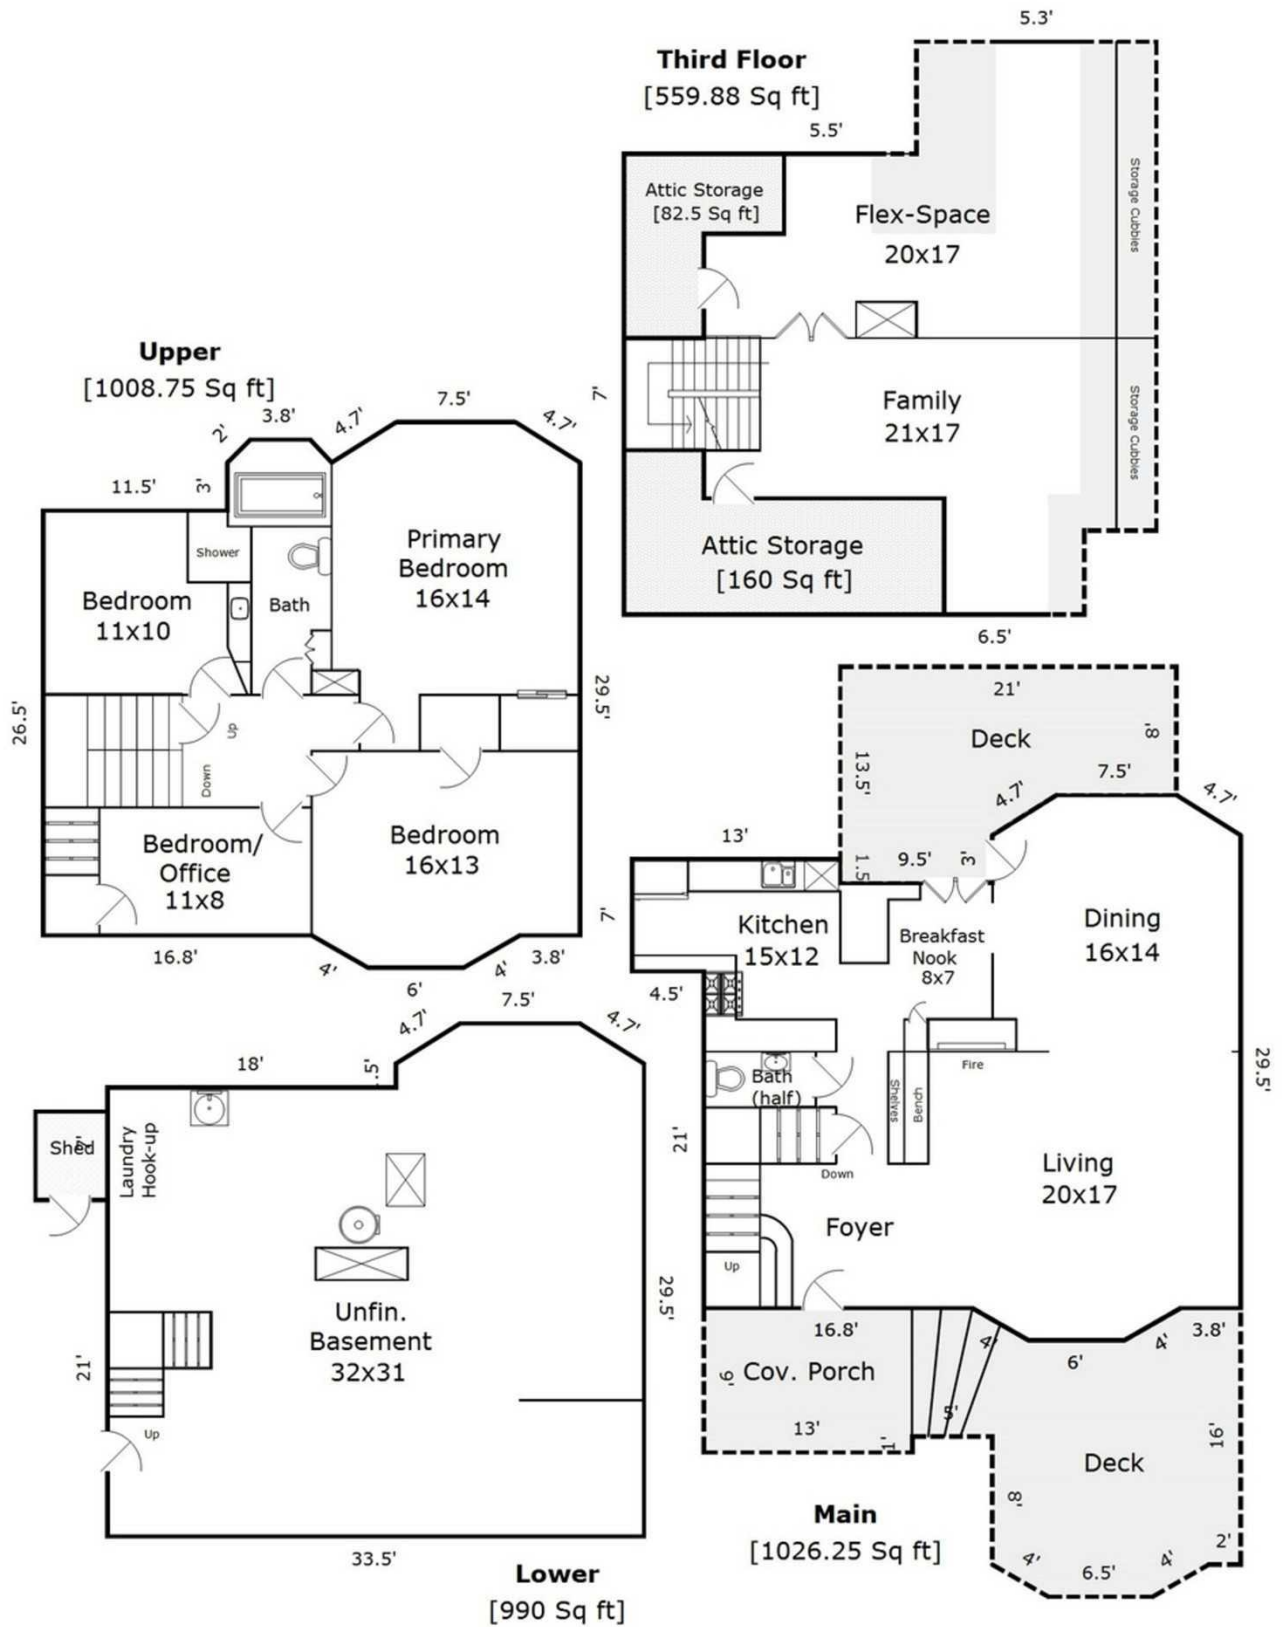 5.3'
Third Floor
[559.88 Sq ft]
5.5'
Attic Storage
[82.5 Sq ft]
Flex-Space
20x17
Storage Cubbies
7'
Family
21x17
Storage Cubbies
Attic Storage
[160 Sq ft]
6.5'
Upper
[1008.75 Sq ft]
2'
3.8'
4.7'
7.5'
4.7'
11.5'
3'
Shower
Bedroom
11x10
Bath
Primary
Bedroom
16x14
26.5'
29.5'
Up
Down
Bedroom/
Office
11x8
Bedroom
16x13
16.8'
4'
6'
4'
3.8'
21'
Deck
8'
13.5'
7.5'
4.7'
4.7'
13'
1.5'
9.5'
3'
7'
Kitchen
15x12
Breakfast
Nook
8x7
Dining
16x14
4.5'
Fire
29.5'
Bath
(half)
Shelves
Bench
21'
Down
Living
20x17
Foyer
Up
16.8'
4'
6'
4'
3.8'
6'
Cov. Porch
13'
1'
5'
16'
Deck
8'
4'
6.5'
4'
2'
Main
[1026.25 Sq ft]
7.5'
4.7'
4.7'
18'
.5'
Shed
Laundry
Hook-up
29.5'
Unfin.
Basement
32x31
21'
Up
33.5'
Lower
[990 Sq ft]